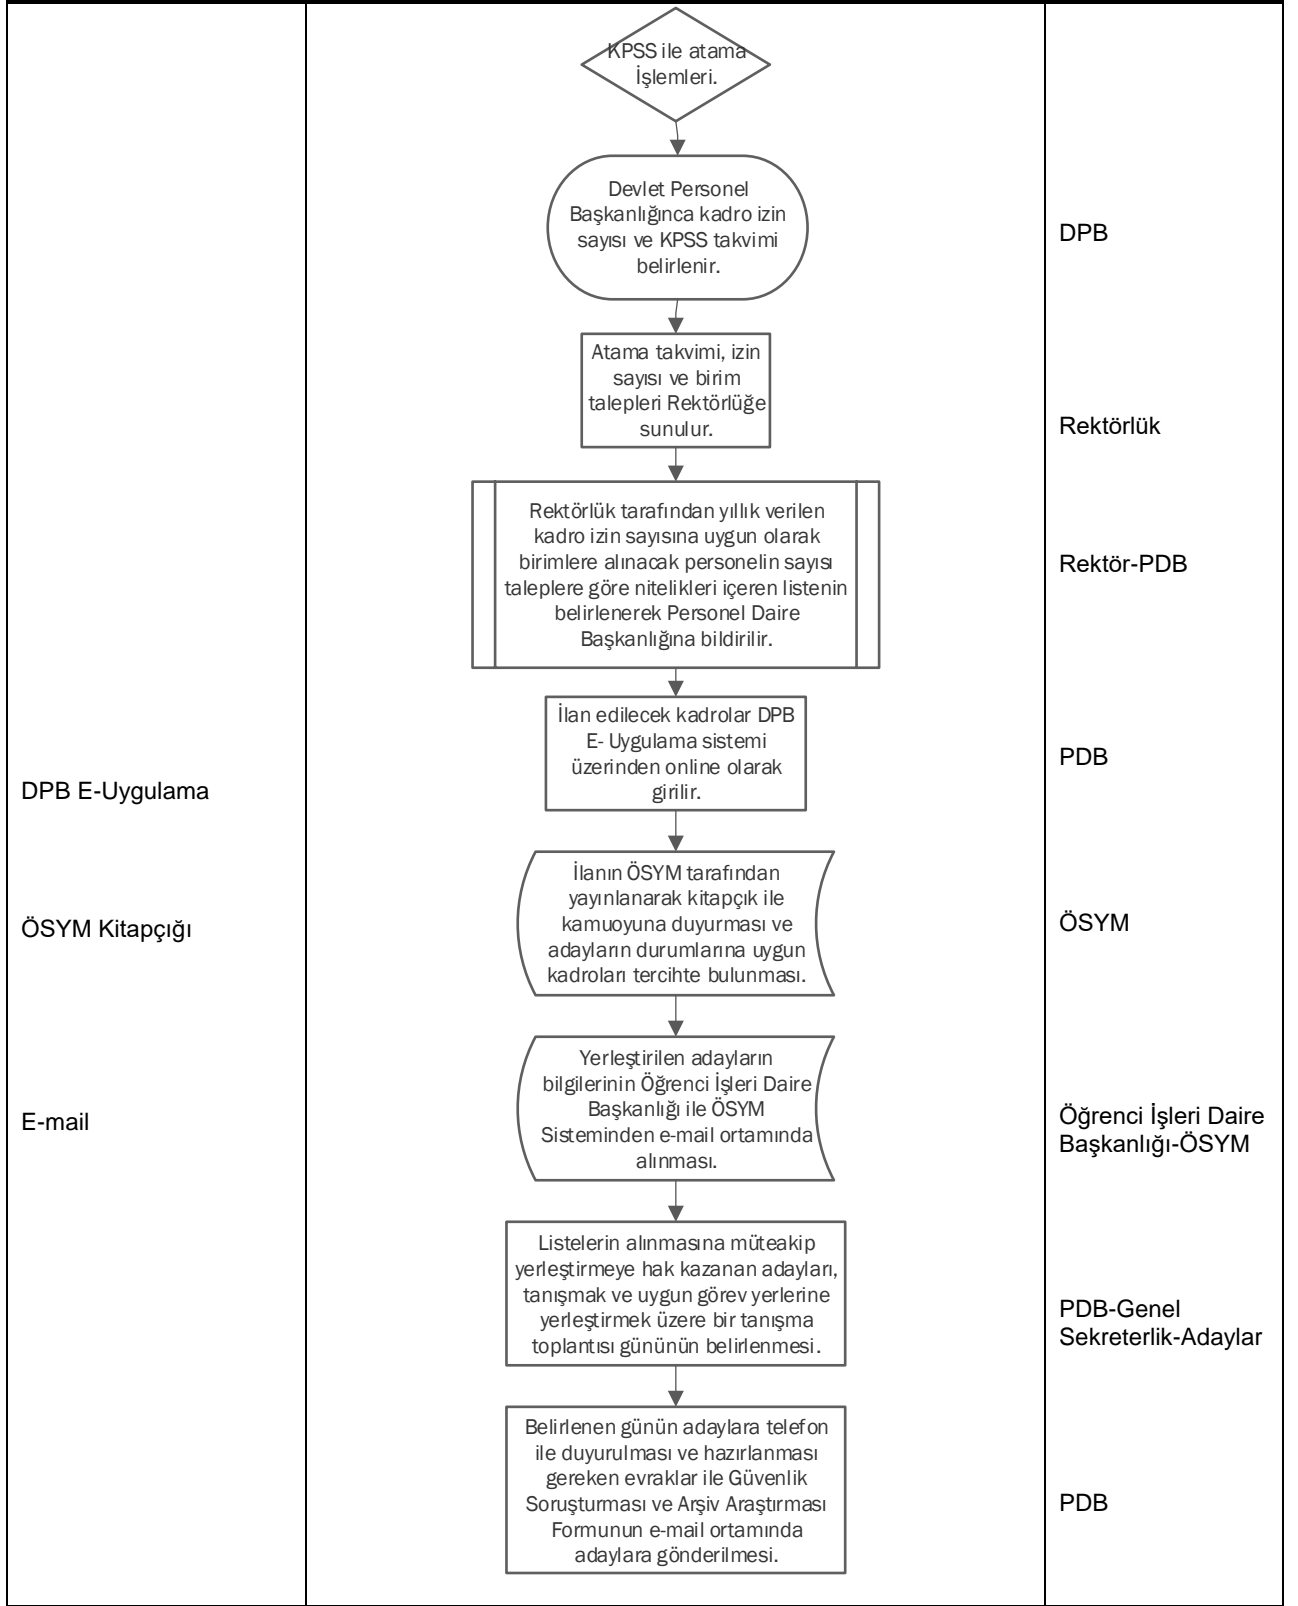 KPSS ile atama
İşlemleri.
Devlet Personel
Başkanlığınca kadro izin
sayısı ve KPSS takvimi
belirlenir.
DPB
Atama takvimi, izin
sayısı ve birim
talepleri Rektörlüğe
sunulur.
Rektörlük
Rektörlük tarafından yıllık verilen
kadro izin sayısına uygun olarak
birimlere alınacak personelin sayısı
taleplere göre nitelikleri içeren listenin
belirlenerek Personel Daire
Başkanlığına bildirilir.
Rektör-PDB
İlan edilecek kadrolar DPB
E- Uygulama sistemi
üzerinden online olarak
girilir.
PDB
DPB E-Uygulama
İlanın ÖSYM tarafından
yayınlanarak kitapçık ile
kamuoyuna duyurması ve
adayların durumlarına uygun
kadroları tercihte bulunması.
ÖSYM Kitapçığı
ÖSYM
Yerleştirilen adayların
bilgilerinin Öğrenci İşleri Daire
Başkanlığı ile ÖSYM
Sisteminden e-mail ortamında
alınması.
E-mail
Öğrenci İşleri Daire
Başkanlığı-ÖSYM
Listelerin alınmasına müteakip
yerleştirmeye hak kazanan adayları,
tanışmak ve uygun görev yerlerine
yerleştirmek üzere bir tanışma
toplantısı gününün belirlenmesi.
PDB-Genel
Sekreterlik-Adaylar
Belirlenen günün adaylara telefon
ile duyurulması ve hazırlanması
gereken evraklar ile Güvenlik
Soruşturması ve Arşiv Araştırması
Formunun e-mail ortamında
adaylara gönderilmesi.
PDB